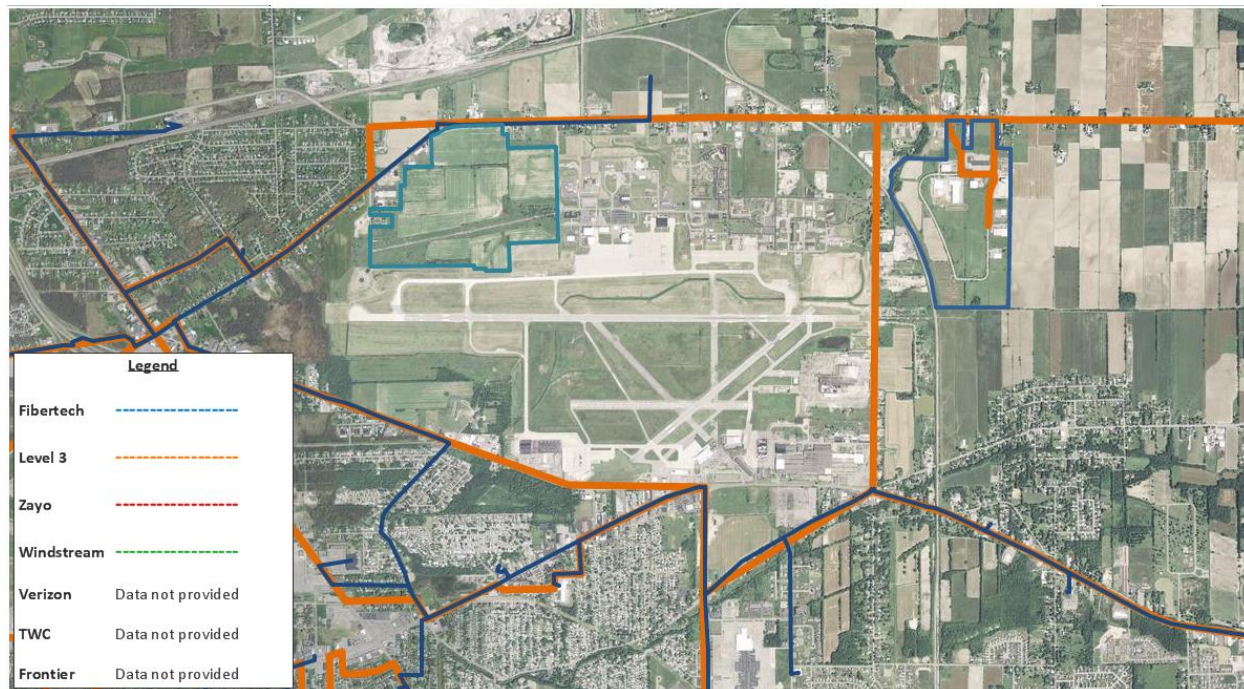 Legend
Fibertech
Level 3
Zayo
Windstream
Verizon Data not provided
TWC Data not provided
Frontier Data not provided